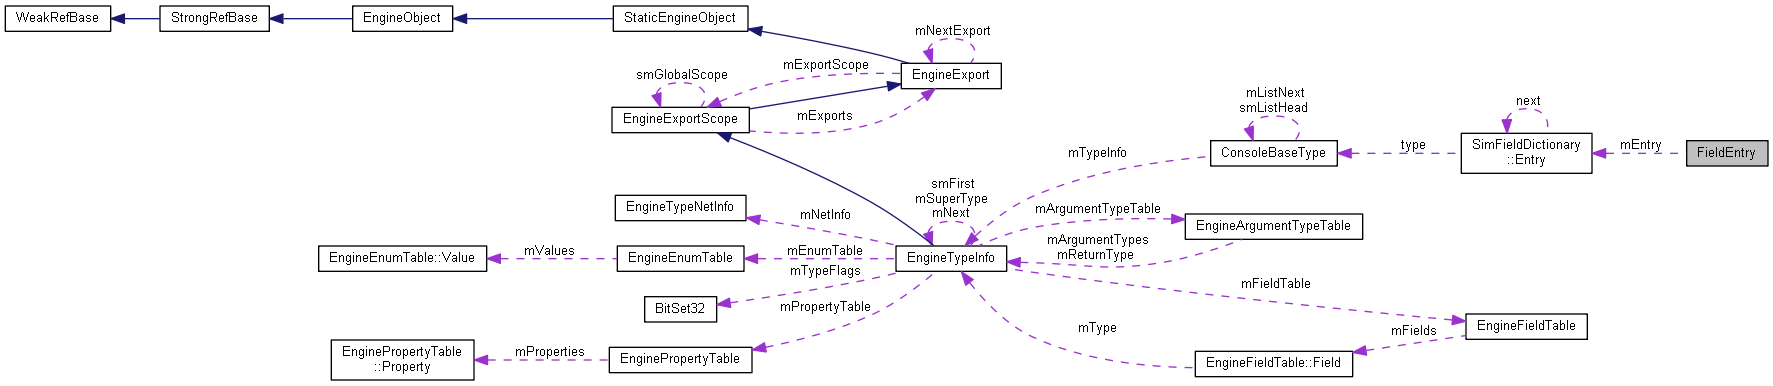 WeakRefBase
StrongRefBase
EngineObject
StaticEngineObject
mNextExport
EngineExport
mExportScope
smGlobalScope
EngineExportScope
mExports
mListNext
smListHead
ConsoleBaseType
next
SimFieldDictionary
::Entry
type
mEntry
FieldEntry
mTypeInfo
EngineTypeNetInfo
mNetInfo
smFirst
mSuperType
mNext
mArgumentTypeTable
EngineArgumentTypeTable
mArgumentTypes
mReturnType
EngineEnumTable::Value
mValues
EngineEnumTable
mEnumTable
EngineTypeInfo
mTypeFlags
BitSet32
mPropertyTable
mFieldTable
EngineFieldTable
mFields
mType
EngineFieldTable::Field
EnginePropertyTable
::Property
mProperties
EnginePropertyTable